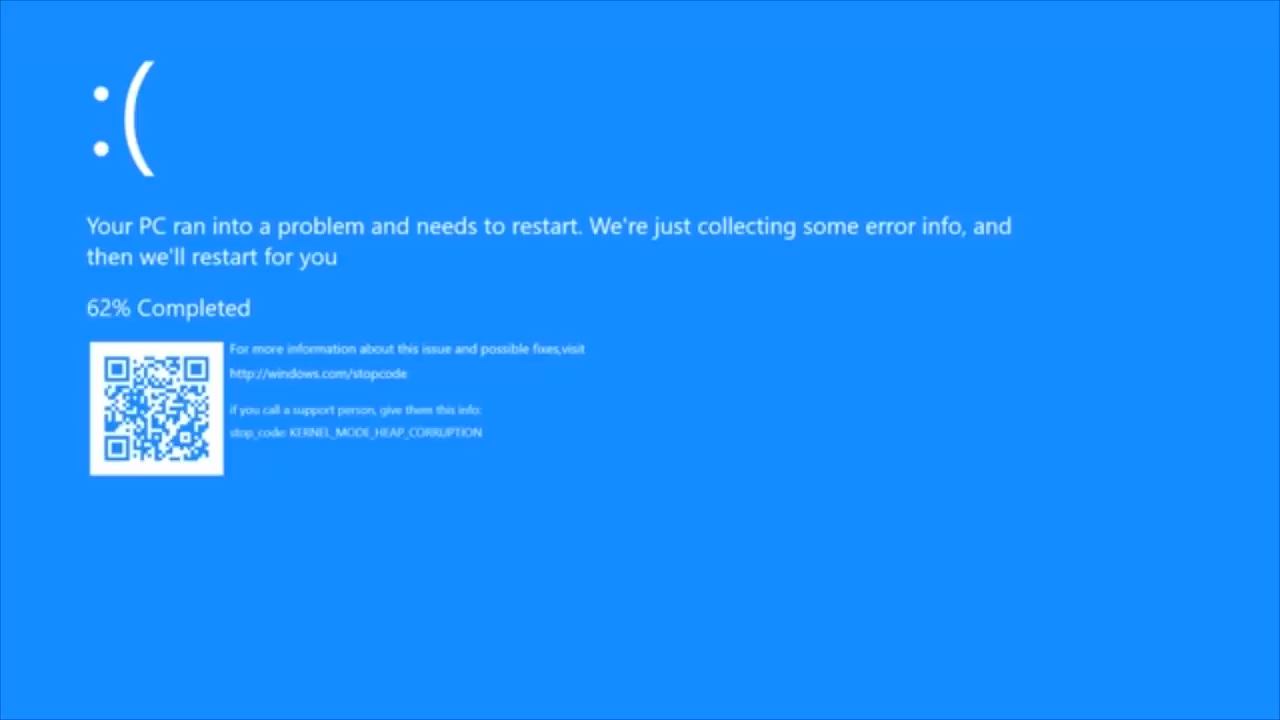 :(
Your PC ran into a problem and needs to restart. We're just collecting some error info, and
then we'll restart for you
62% Completed
For more information about this issue and possible fixes,visit
http://windows.com/stopcode
if you call a support person, give them this info:
stop_code: KERNEL_MODE_HEAP_CORRUPTION